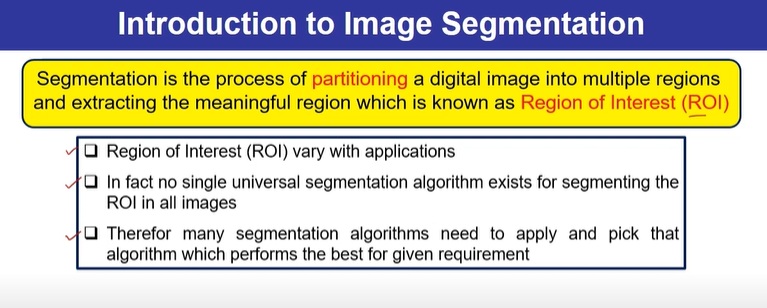 Introduction to Image Segmentation
Segmentation is the process of partitioning a digital image into multiple regions
and extracting the meaningful region which is known as Region of Interest (ROI)
Region of Interest (ROI) vary with applications
In fact no single universal segmentation algorithm exists for segmenting the
ROI in all images
Therefor many segmentation algorithms need to apply and pick that
algorithm which performs the best for given requirement